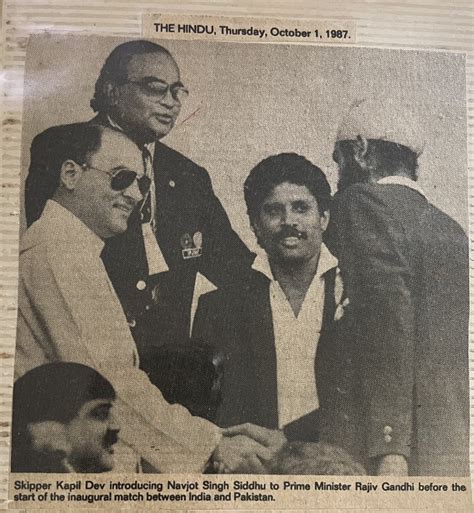 THE HINDU, Thursday, October 1, 1987.
Skipper Kapil Dev introducing Navjot Singh Siddhu to Prime Minister Rajiv Gandhi before the
start of the inaugural match between India and Pakistan.